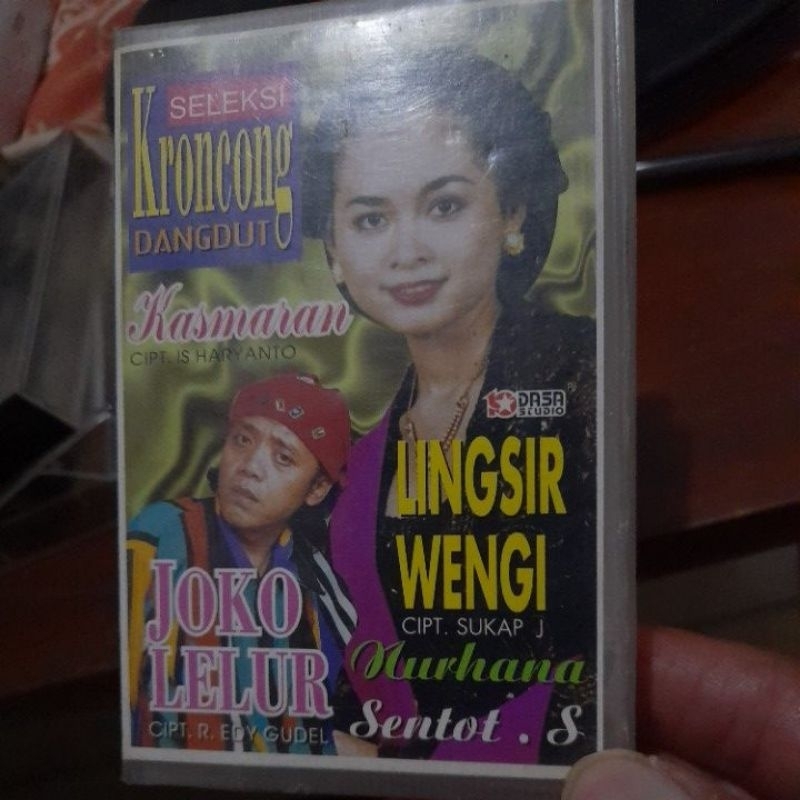 SELEKSI
Kroncong
DANGDUT
Kasmaran
CIPT. IS HARYANTO
DASA
STUDIO
LINGSIR
WENGI
CIPT. SUKAP J
JOKO
LELUR
CIPT. R. EDY GUDEL
Nurhana
Sentot . S